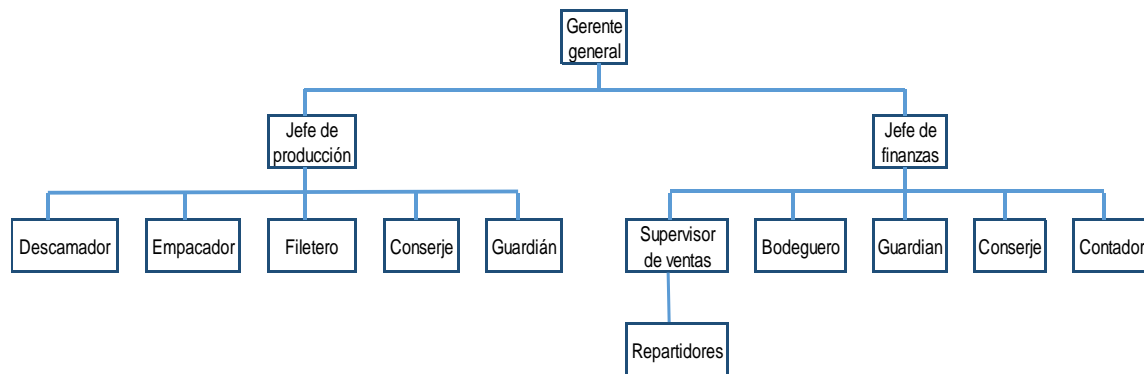 Gerente
general
Jefe de
producción
Jefe de
finanzas
Descamador
Empacador
Filetero
Conserje
Guardián
Supervisor
de ventas
Bodeguero
Guardian
Conserje
Contador
Repartidores